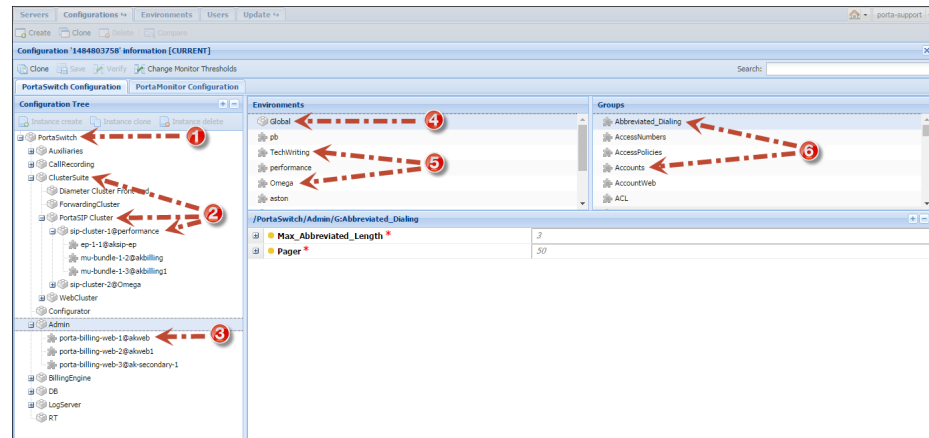 Servers Configurations Environments Users Update porta-support
Create Clone Delete Compare
Configuration '1484803758' information [CURRENT]
Clone Save Verify Change Monitor Thresholds Search:
PortaSwitch Configuration PortaMonitor Configuration
Configuration Tree Environments Groups
Instance create Instance clone Instance delete Global 4 Abbreviated_Dialing
PortaSwitch 1 pb AccessNumbers
Auxiliaries TechWriting AccessPolicies 6
CallRecording performance 5 Accounts
ClusterSuite Omega AccountWeb
Diameter Cluster Front-end aston ACL
ForwardingCluster
PortaSIP Cluster 2 /PortaSwitch/Admin/G:Abbreviated_Dialing
sip-cluster-1@performance Max_Abbreviated_Length * 3
ep-1-1@aksip-ep Pager * 50
mu-bundle-1-2@akbilling
mu-bundle-1-3@akbilling1
sip-cluster-2@Omega
WebCluster
Configurator
Admin
porta-billing-web-1@akweb 3
porta-billing-web-2@akweb1
porta-billing-web-3@ak-secondary-1
BillingEngine
DB
LogServer
RT